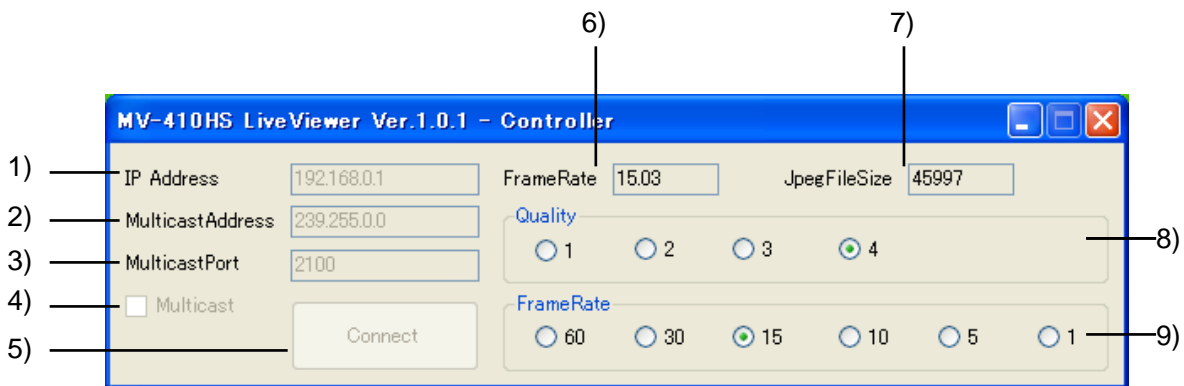 6) 7)
MV-410HS LiveViewer Ver.1.0.1 - Controller
1) IP Address 192.168.0.1 FrameRate 15.03 JpegFileSize 45997
2) MulticastAddress 239.255.0.0 Quality
1 2 3 4 8)
3) MulticastPort 2100
4) Multicast FrameRate
5) Connect 60 30 15 10 5 1 9)